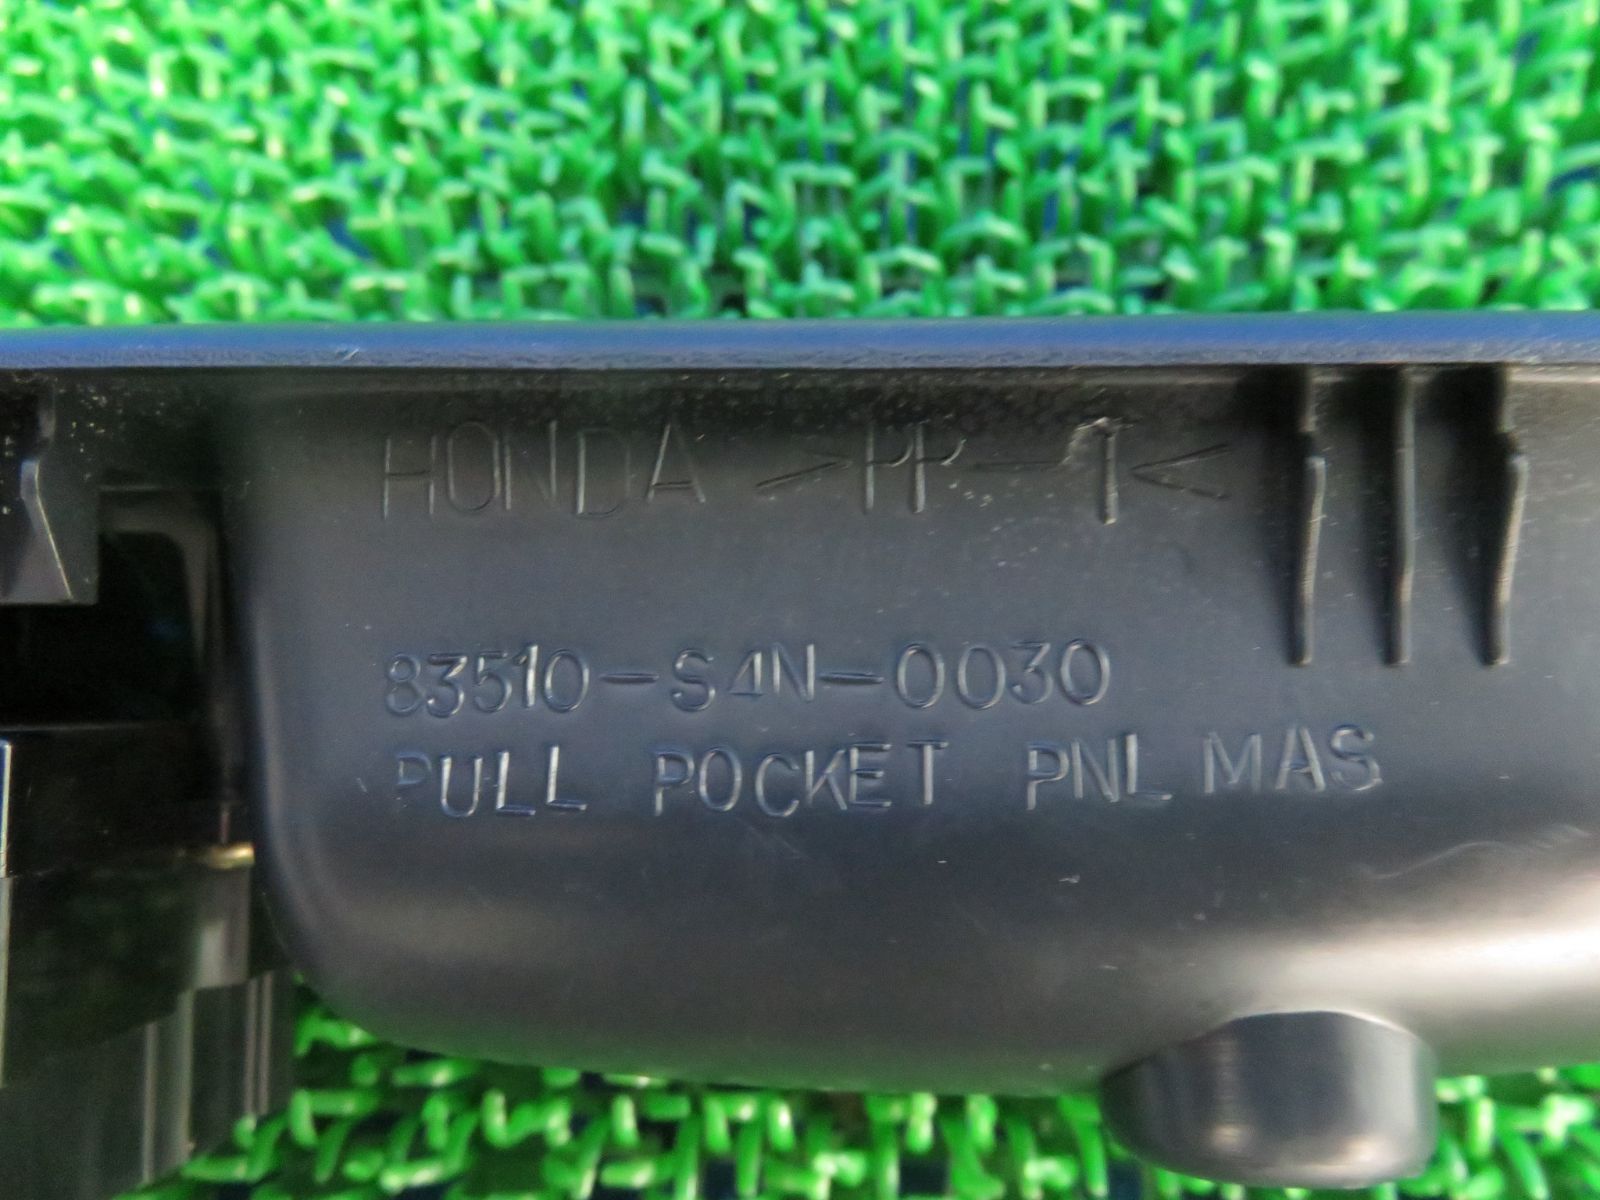 HONDA >PP-T<
83510-S4N-0030
PULL POCKET PNL MAS